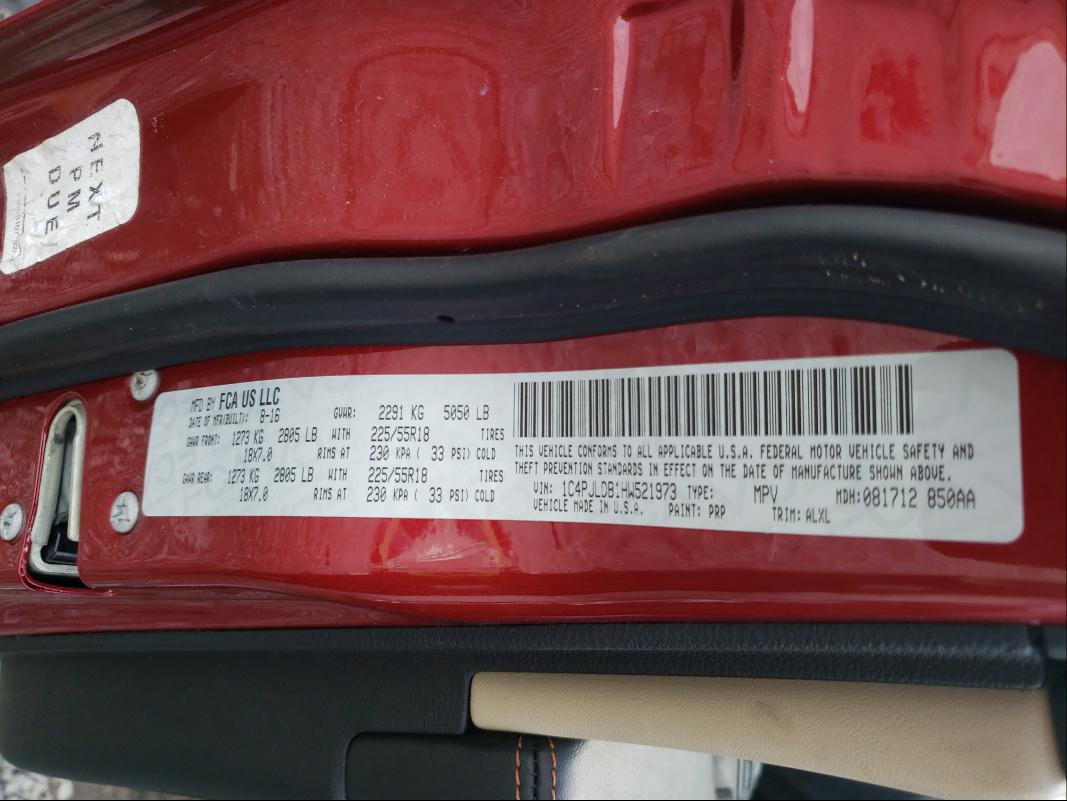 NEXT
PM
DUE
MFD BY FCA US LLC
DATE OF MFR(BUILT): 8-16 GVWR: 2291 KG 5050 LB
GAWR FRONT: 1273 KG 2805 LB WITH 225/55R18 TIRES
18X7.0 RIMS AT 230 KPA ( 33 PSI) COLD
GAWR REAR: 1273 KG 2805 LB WITH 225/55R18 TIRES
18X7.0 RIMS AT 230 KPA ( 33 PSI) COLD
THIS VEHICLE CONFORMS TO ALL APPLICABLE U.S.A. FEDERAL MOTOR VEHICLE SAFETY AND
THEFT PREVENTION STANDARDS IN EFFECT ON THE DATE OF MANUFACTURE SHOWN ABOVE.
VIN: 1C4PJLDB1HW521973 TYPE: MPV MDH:081712 850AA
VEHICLE MADE IN U.S.A. PAINT: PRP TRIM: ALXL